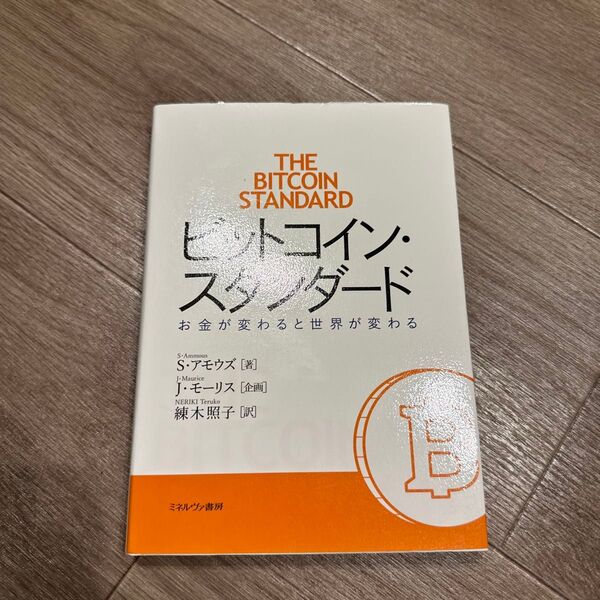 THE
BITCOIN
STANDARD
ビットコイン・
スタンダード
お金が変わると世界が変わる
S・Ammous
S・アモウズ［著］
J・Maurice
J・モーリス［企画］
NERIKI Teruko
練木照子［訳］
BITCOIN
ミネルヴァ書房